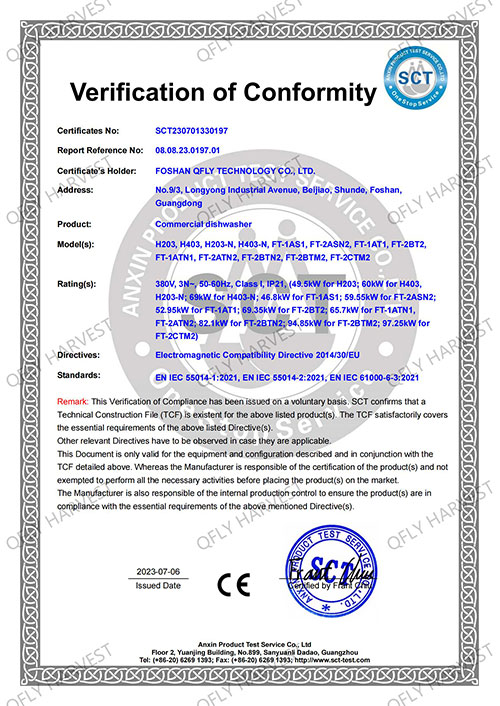 ANXIN PRODUCT TEST SERVICE CO.,LTD.
SCT
OneStop Service
Verification of Conformity
Certificates No: SCT230701330197
Report Reference No: 08.08.23.0197.01
Certificate's Holder: FOSHAN QFLY TECHNOLOGY CO., LTD.
Address: No.9/3, Longyong Industrial Avenue, Beijiao, Shunde, Foshan,
Guangdong
Product: Commercial dishwasher
Model(s): H203, H403, H203-N, H403-N, FT-1AS1, FT-2ASN2, FT-1AT1, FT-2BT2,
FT-1ATN1, FT-2ATN2, FT-2BTN2, FT-2BTM2, FT-2CTM2
Rating(s): 380V, 3N~, 50-60Hz, Class I, IP21, (49.5kW for H203; 60kW for H403,
H203-N; 69kW for H403-N; 46.8kW for FT-1AS1; 59.55kW for FT-2ASN2;
52.95kW for FT-1AT1; 69.35kW for FT-2BT2; 65.7kW for FT-1ATN1,
FT-2ATN2; 82.1kW for FT-2BTN2; 94.85kW for FT-2BTM2; 97.25kW for
FT-2CTM2)
Directives: Electromagnetic Compatibility Directive 2014/30/EU
Standards: EN IEC 55014-1:2021, EN IEC 55014-2:2021, EN IEC 61000-6-3:2021
Remark: This Verification of Compliance has been issued on a voluntary basis. SCT confirms that a
Technical Construction File (TCF) is existent for the above listed product(s). The TCF satisfactorily covers
the essential requirements of the above listed Directive(s).
Other relevant Directives have to be observed in case they are applicable.
This Document is only valid for the equipment and configuration described and in conjunction with the
TCF detailed above. Whereas the Manufacturer is responsible of the certification of the product(s) and not
exempted to perform all the necessary activities before placing the product(s) on the market.
The Manufacturer is also responsible of the internal production control to ensure the product(s) are in
compliance with the essential requirements of the above mentioned Directive(s).
2023-07-06
Issued Date
CE
ANXIN PRODUCT TEST SERVICE CO.,LTD.
SCT
Certified by Frant
Anxin Product Test Service Co., Ltd
Floor 2, Yuanjing Building, No.899, Sanyuanli Dadao, Guangzhou
Tel: (+86-20) 6269 1393; Fax: (+86-20) 6269 1393; http://www.sct-test.com
QFLY HARVEST